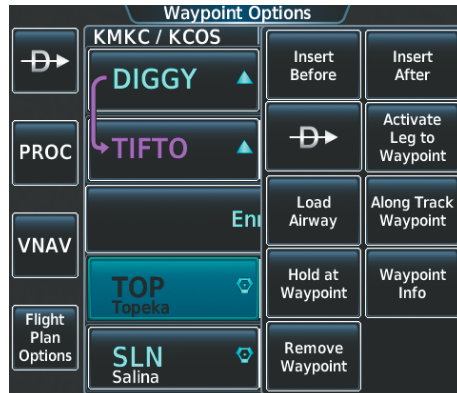 Waypoint Options
KMKC / KCOS
D
DIGGY
Insert
Before
Insert
After
PROC
TIFTO
D
Activate
Leg to
Waypoint
VNAV
Enr
Load
Airway
Along Track
Waypoint
TOP
Topeka
Hold at
Waypoint
Waypoint
Info
Flight
Plan
Options
SLN
Salina
Remove
Waypoint